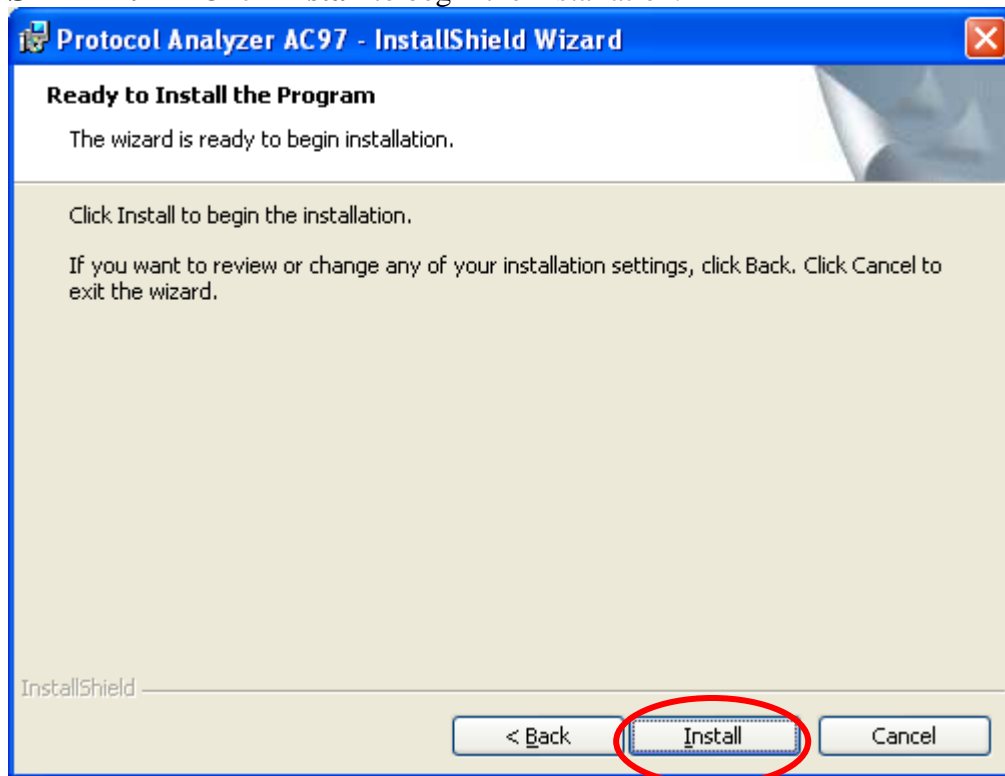 Protocol Analyzer AC97 - InstallShield Wizard
Ready to Install the Program
The wizard is ready to begin installation.
Click Install to begin the installation.
If you want to review or change any of your installation settings, click Back. Click Cancel to
exit the wizard.
InstallShield
< Back Install Cancel